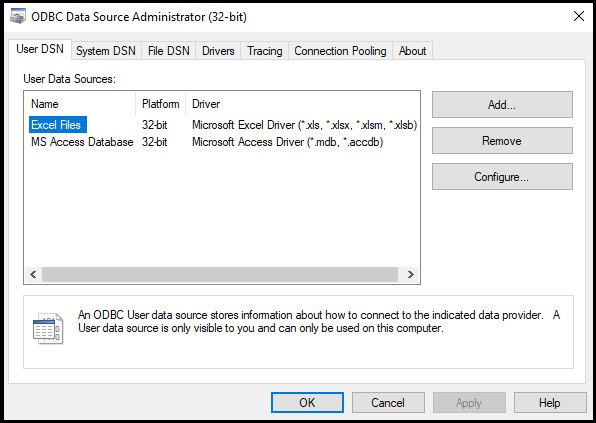 ODBC Data Source Administrator (32-bit)
User DSN System DSN File DSN Drivers Tracing Connection Pooling About
User Data Sources:
Name Platform Driver
Excel Files 32-bit Microsoft Excel Driver (*.xls, *.xlsx, *.xlsm, *.xlsb)
MS Access Database 32-bit Microsoft Access Driver (*.mdb, *.accdb)
Add...
Remove
Configure...
An ODBC User data source stores information about how to connect to the indicated data provider. A
User data source is only visible to you and can only be used on this computer.
OK Cancel Apply Help